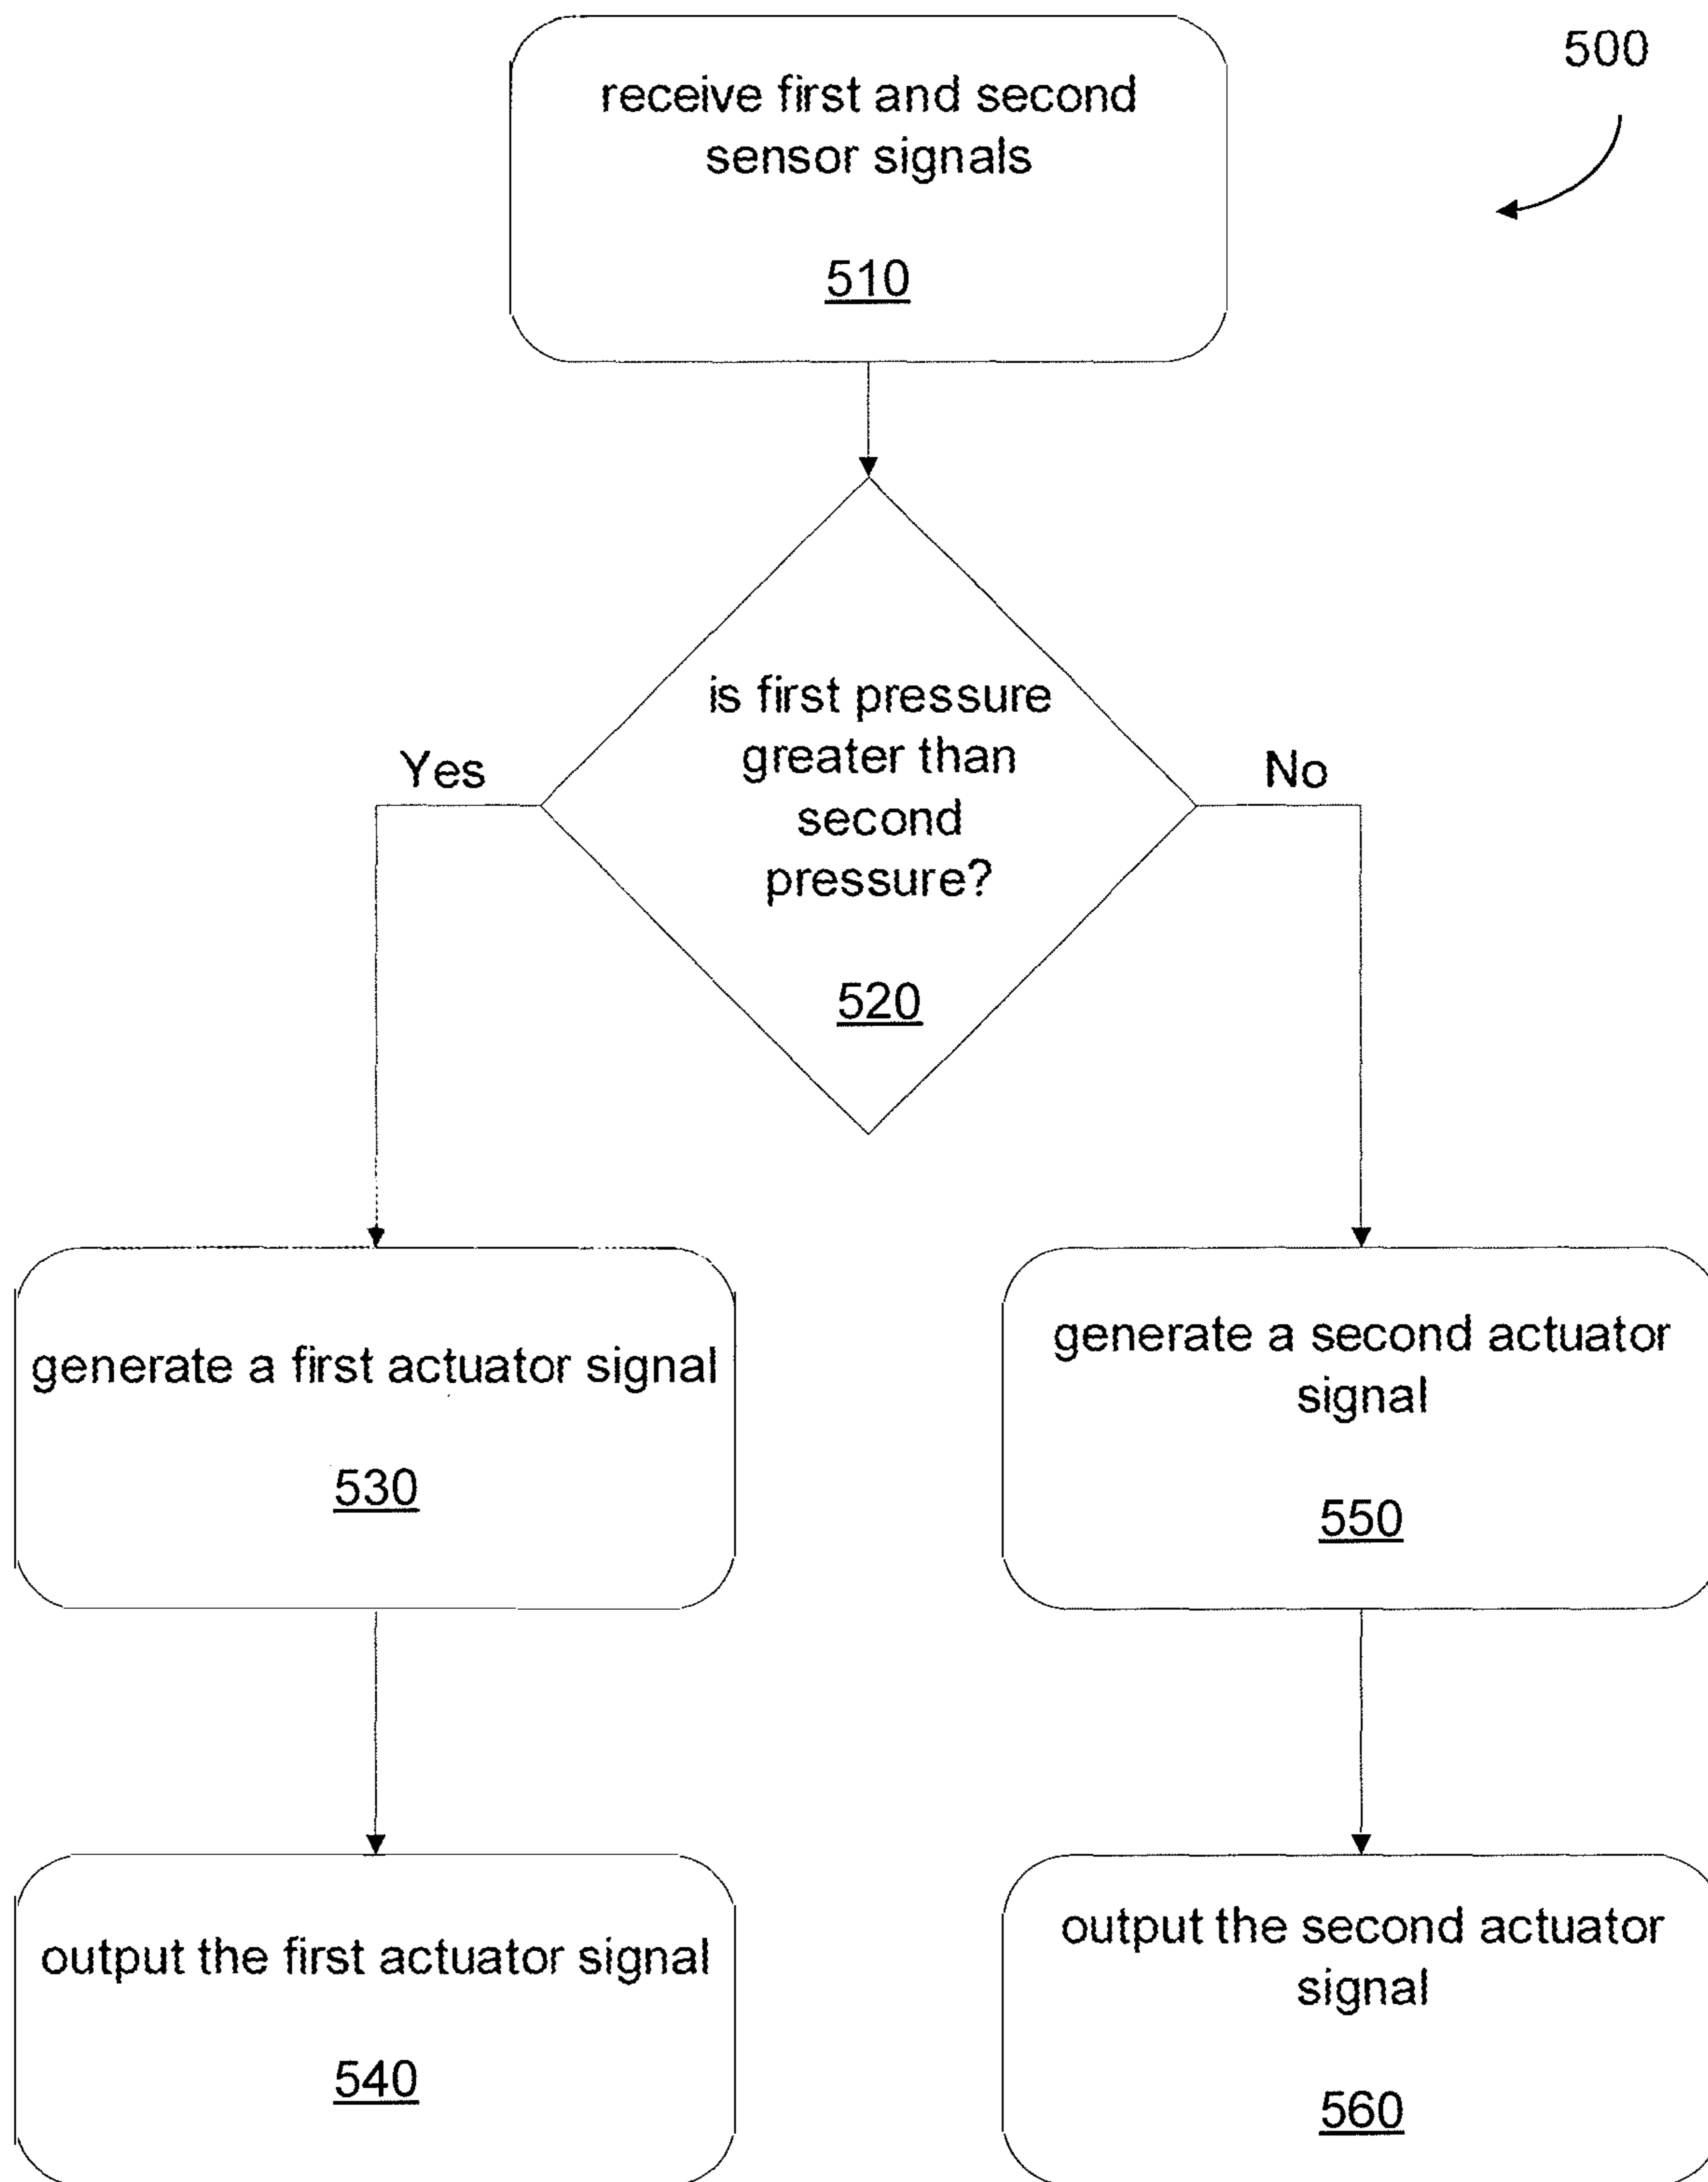 500
receive first and second
sensor signals
510
is first pressure
greater than
second
pressure?
520
Yes
No
generate a first actuator signal
530
generate a second actuator
signal
550
output the first actuator signal
540
output the second actuator
signal
560